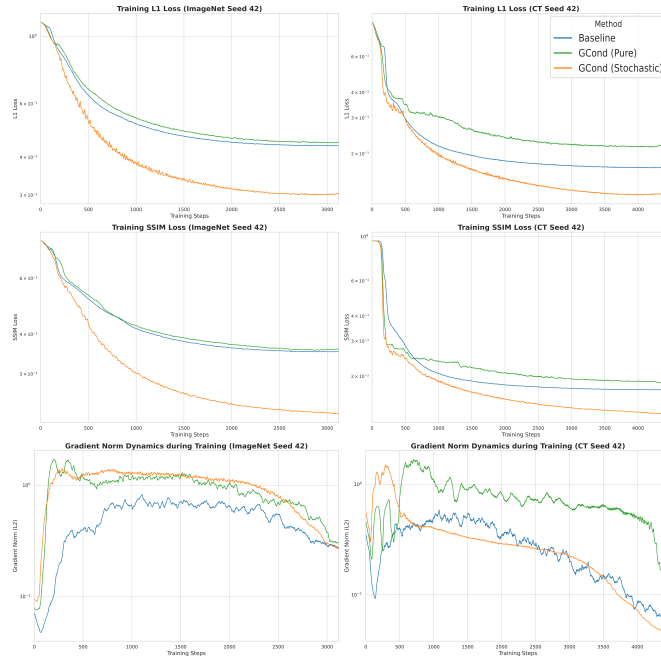 Training L1 Loss (ImageNet Seed 42)
10⁰
6 × 10⁻¹
4 × 10⁻¹
3 × 10⁻¹
L1 Loss
0 500 1000 1500 2000 2500 3000
Training Steps
Training L1 Loss (CT Seed 42)
Method
Baseline
GCond (Pure)
GCond (Stochastic)
6 × 10⁻¹
4 × 10⁻¹
3 × 10⁻¹
2 × 10⁻¹
L1 Loss
0 500 1000 1500 2000 2500 3000 3500 4000
Training Steps
Training SSIM Loss (ImageNet Seed 42)
6 × 10⁻¹
4 × 10⁻¹
3 × 10⁻¹
SSIM Loss
0 500 1000 1500 2000 2500 3000
Training Steps
Training SSIM Loss (CT Seed 42)
10⁰
6 × 10⁻¹
4 × 10⁻¹
3 × 10⁻¹
2 × 10⁻¹
SSIM Loss
0 500 1000 1500 2000 2500 3000 3500 4000
Training Steps
Gradient Norm Dynamics during Training (ImageNet Seed 42)
10⁰
10⁻¹
Gradient Norm (L2)
0 500 1000 1500 2000 2500 3000
Training Steps
Gradient Norm Dynamics during Training (CT Seed 42)
10⁰
10⁻¹
Gradient Norm (L2)
0 500 1000 1500 2000 2500 3000 3500 4000
Training Steps